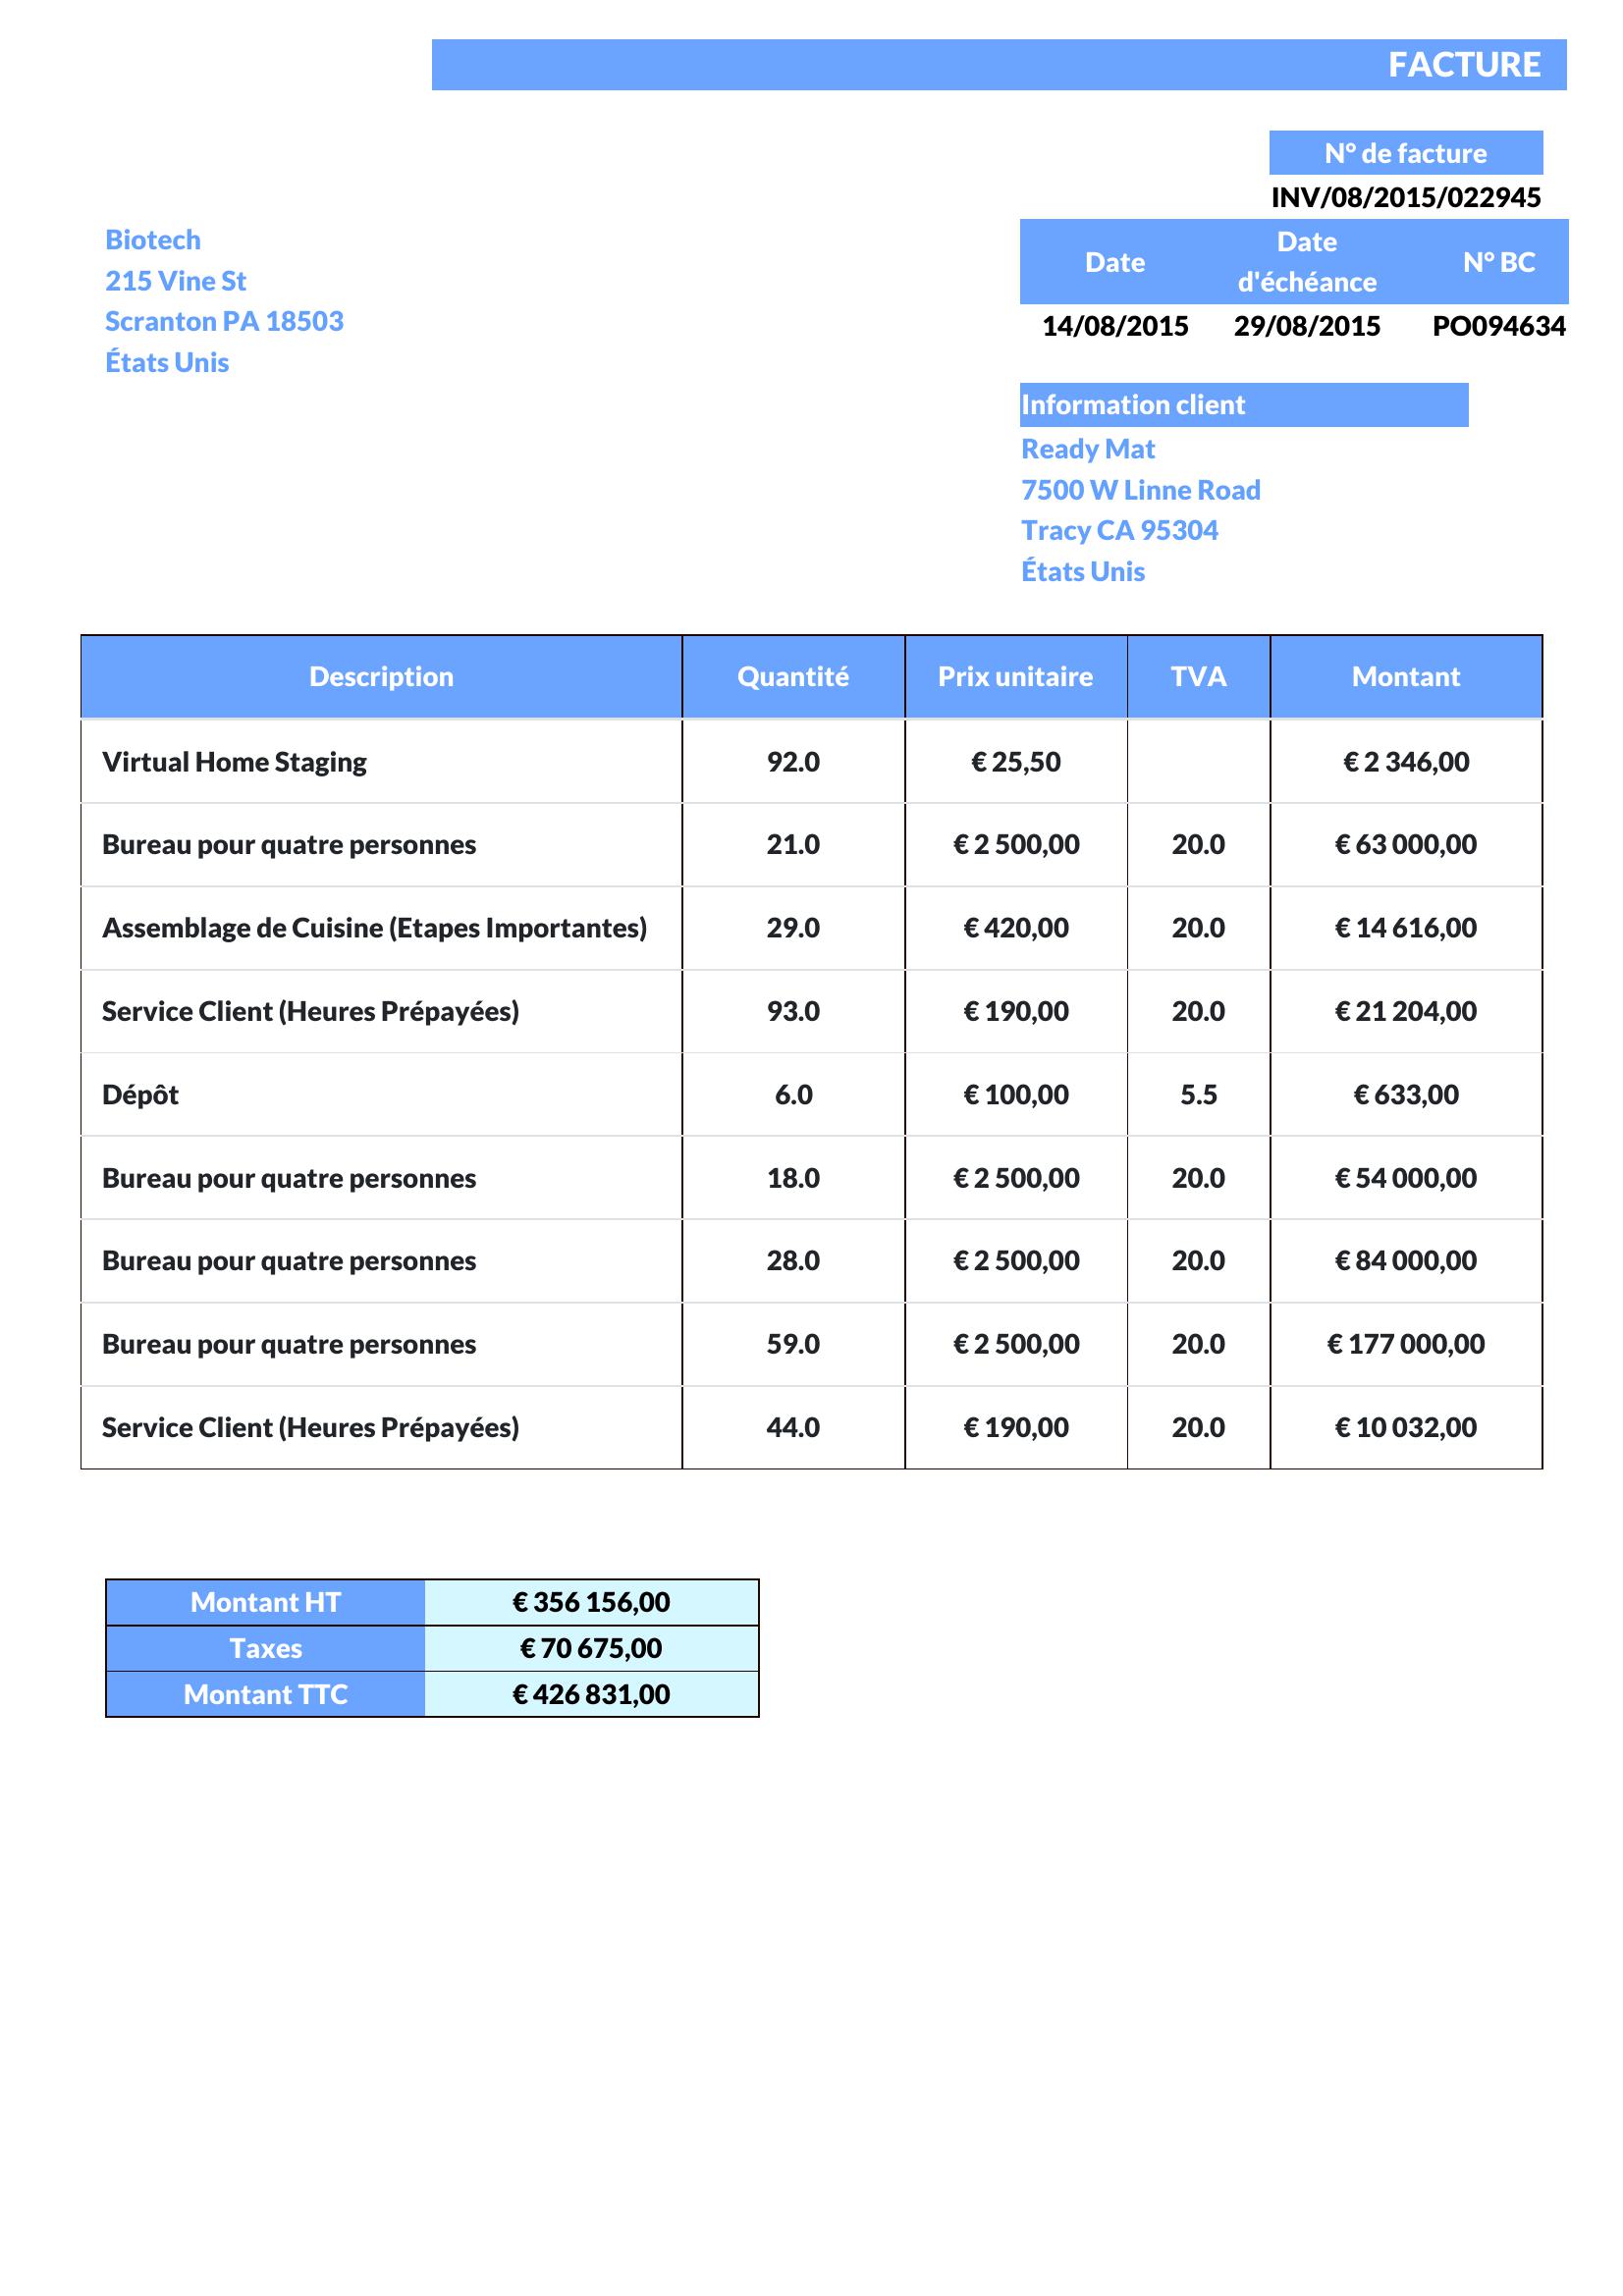 FACTURE
N° de facture
INV/08/2015/022945
Biotech
215 Vine St
Scranton PA 18503
États Unis
Date Date d'échéance N° BC
14/08/2015 29/08/2015 PO094634
Information client
Ready Mat
7500 W Linne Road
Tracy CA 95304
États Unis
Description Quantité Prix unitaire TVA Montant
Virtual Home Staging 92.0 € 25,50 € 2 346,00
Bureau pour quatre personnes 21.0 € 2 500,00 20.0 € 63 000,00
Assemblage de Cuisine (Etapes Importantes) 29.0 € 420,00 20.0 € 14 616,00
Service Client (Heures Prépayées) 93.0 € 190,00 20.0 € 21 204,00
Dépôt 6.0 € 100,00 5.5 € 633,00
Bureau pour quatre personnes 18.0 € 2 500,00 20.0 € 54 000,00
Bureau pour quatre personnes 28.0 € 2 500,00 20.0 € 84 000,00
Bureau pour quatre personnes 59.0 € 2 500,00 20.0 € 177 000,00
Service Client (Heures Prépayées) 44.0 € 190,00 20.0 € 10 032,00
Montant HT € 356 156,00
Taxes € 70 675,00
Montant TTC € 426 831,00